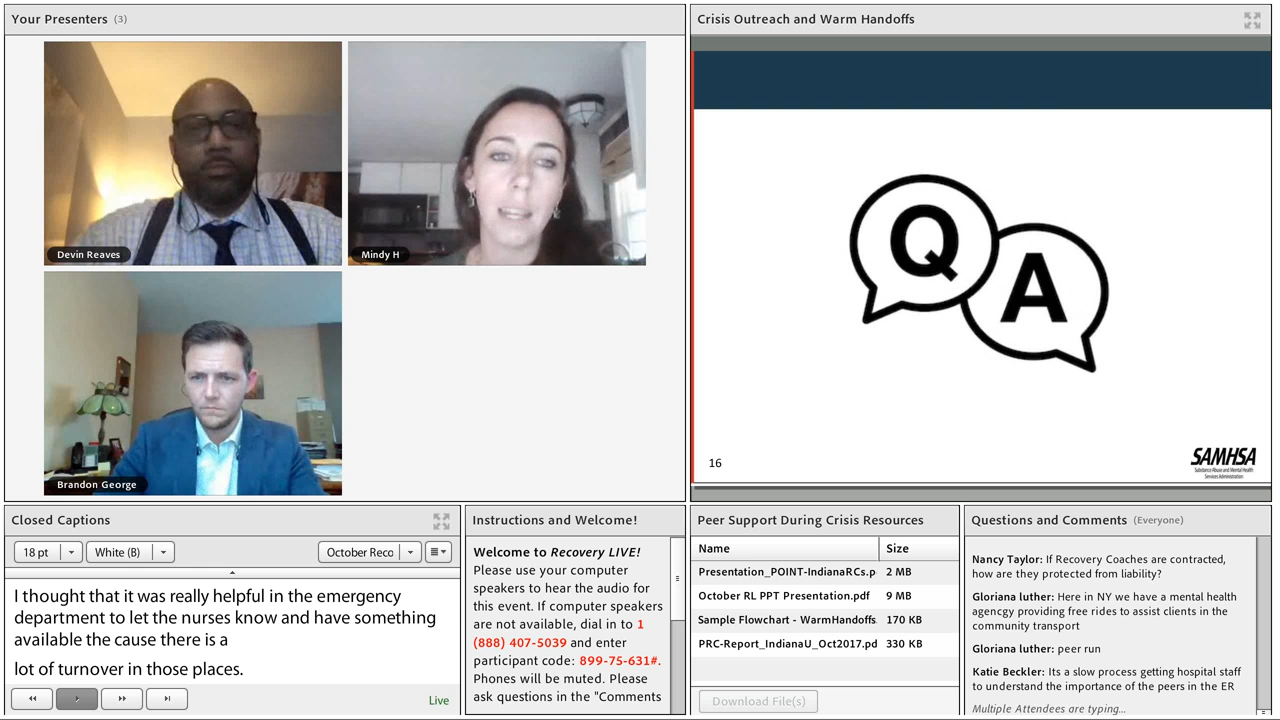 Your Presenters (3)
Devin Reaves
Mindy H
Brandon George
Crisis Outreach and Warm Handoffs
Q
A
16
SAMHSA
Substance Abuse and Mental Health
Services Administration
Closed Captions
18 pt
White (B)
October Reco
I thought that it was really helpful in the emergency
department to let the nurses know and have something
available the cause there is a
lot of turnover in those places.
Live
Instructions and Welcome!
Welcome to Recovery LIVE!
Please use your computer
speakers to hear the audio for
this event. If computer speakers
are not available, dial in to 1
(888) 407-5039 and enter
participant code: 899-75-631#.
Phones will be muted. Please
ask questions in the "Comments
Peer Support During Crisis Resources
Name Size
Presentation_POINT-IndianaRCs.p 2 MB
October RL PPT Presentation.pdf 9 MB
Sample Flowchart - WarmHandoffs. 170 KB
PRC-Report_IndianaU_Oct2017.pd 330 KB
Download File(s)
Questions and Comments (Everyone)
Nancy Taylor: If Recovery Coaches are contracted,
how are they protected from liability?
Gloriana luther: Here in NY we have a mental health
agengcy providing free rides to assist clients in the
community transport
Gloriana luther: peer run
Katie Beckler: Its a slow process getting hospital staff
to understand the importance of the peers in the ER
Multiple Attendees are typing...